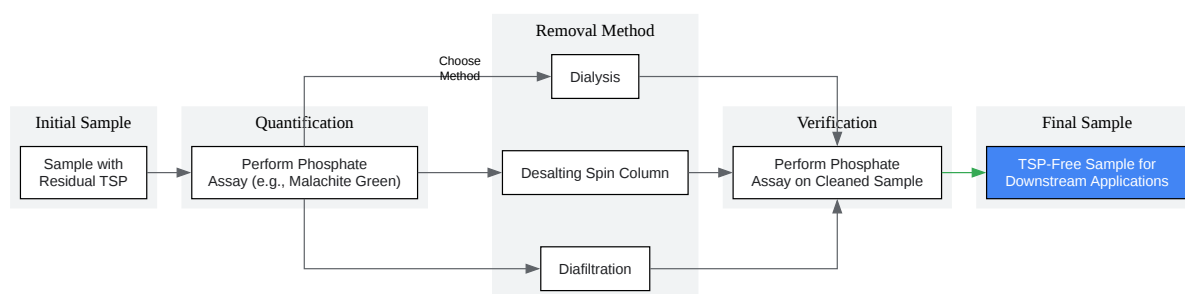 Removal Method
Choose
Method
Dialysis
Initial Sample
Quantification
Verification
Final Sample
Sample with
Residual TSP
Perform Phosphate
Assay (e.g., Malachite Green)
Desalting Spin Column
Perform Phosphate
Assay on Cleaned Sample
TSP-Free Sample for
Downstream Applications
Diafiltration